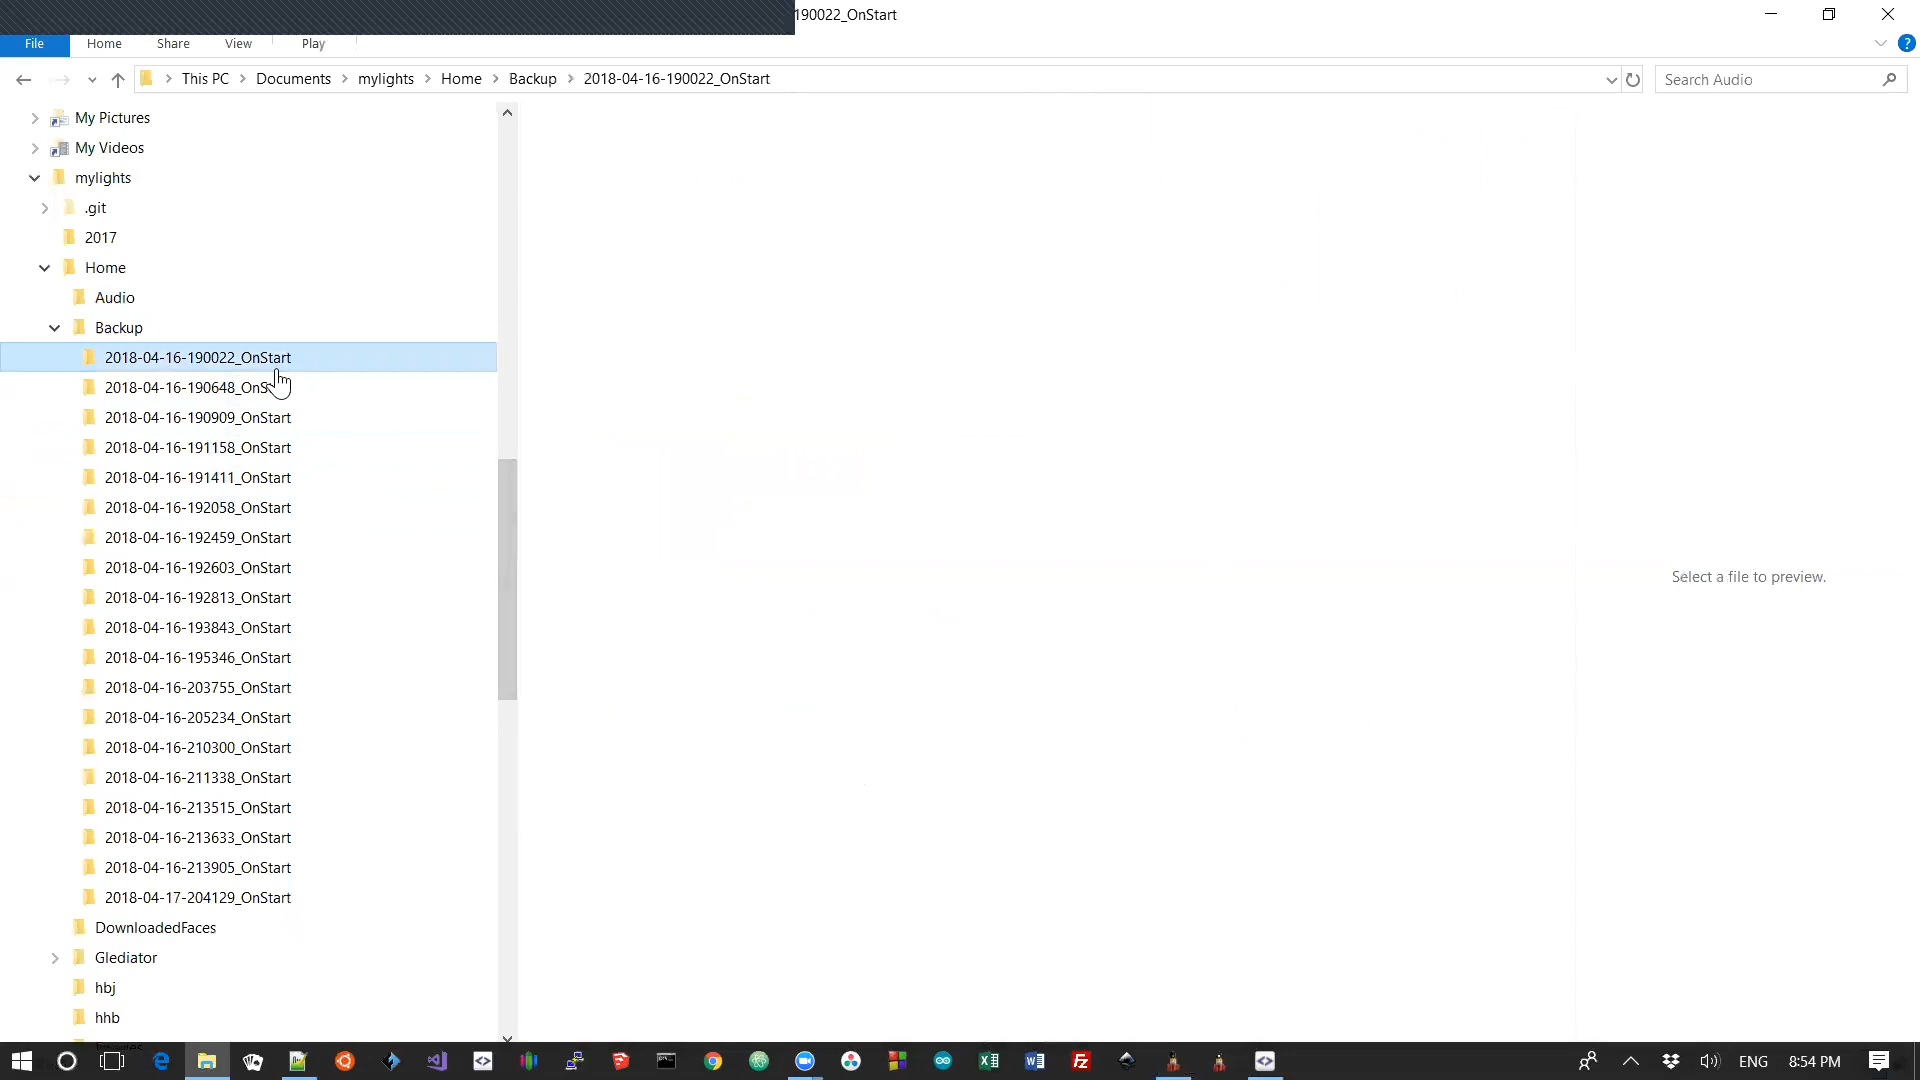 190022_OnStart
File Home Share View Play
This PC Documents mylights Home Backup 2018-04-16-190022_OnStart
Search Audio
My Pictures
My Videos
mylights
.git
2017
Home
Audio
Backup
2018-04-16-190022_OnStart
2018-04-16-190648_OnS
2018-04-16-190909_OnStart
2018-04-16-191158_OnStart
2018-04-16-191411_OnStart
2018-04-16-192058_OnStart
2018-04-16-192459_OnStart
2018-04-16-192603_OnStart
2018-04-16-192813_OnStart
2018-04-16-193843_OnStart
2018-04-16-195346_OnStart
2018-04-16-203755_OnStart
2018-04-16-205234_OnStart
2018-04-16-210300_OnStart
2018-04-16-211338_OnStart
2018-04-16-213515_OnStart
2018-04-16-213633_OnStart
2018-04-16-213905_OnStart
2018-04-17-204129_OnStart
DownloadedFaces
Glediator
hbj
hhb
Select a file to preview.
ENG 8:54 PM